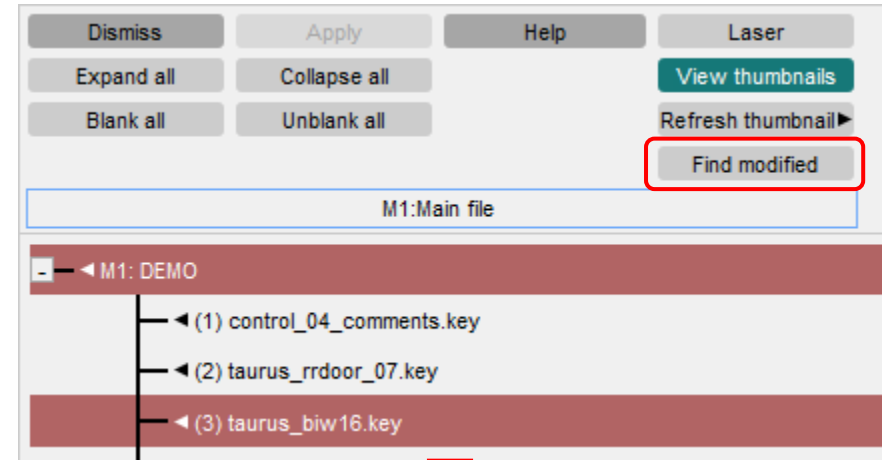 Dismiss Apply Help Laser
Expand all Collapse all View thumbnails
Blank all Unblank all Refresh thumbnail
Find modified
M1:Main file
M1: DEMO
(1) control_04_comments.key
(2) taurus_rrdoor_07.key
(3) taurus_biw16.key